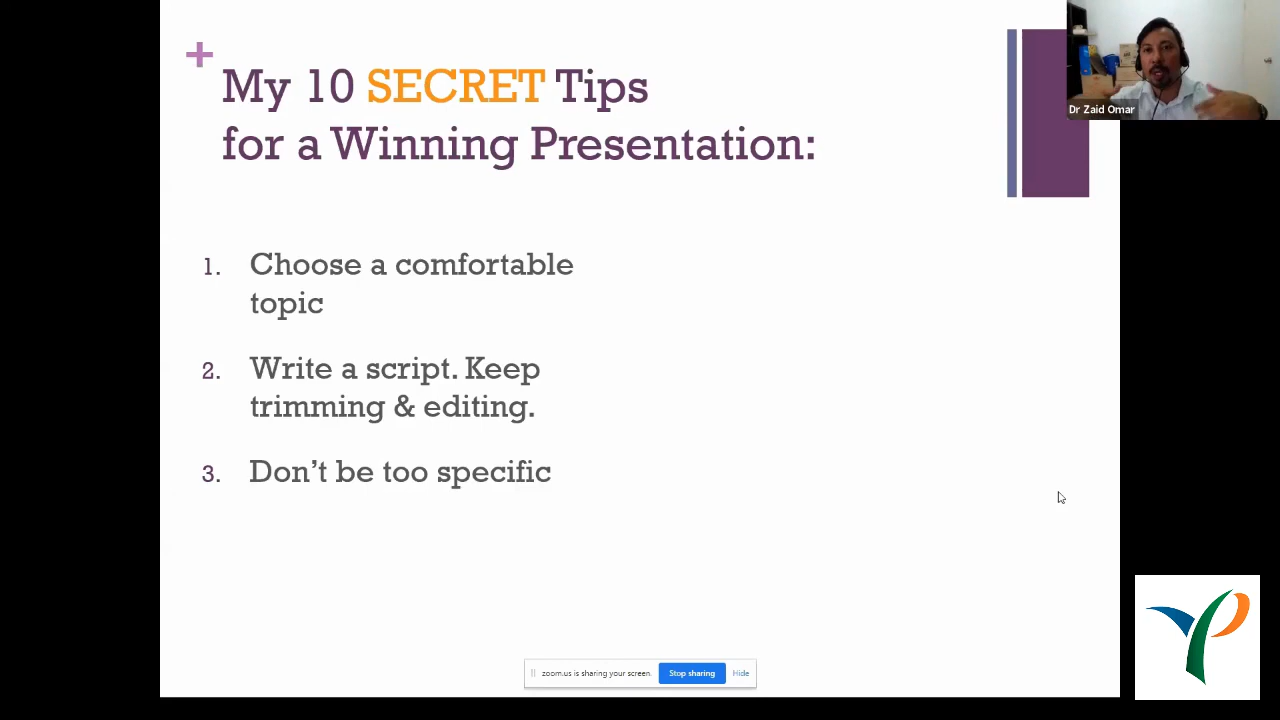 +
My 10 SECRET Tips
for a Winning Presentation:
Dr Zaid Omar
1. Choose a comfortable
topic
2. Write a script. Keep
trimming & editing.
3. Don’t be too specific
zoom.us is sharing your screen.
Stop sharing
Hide